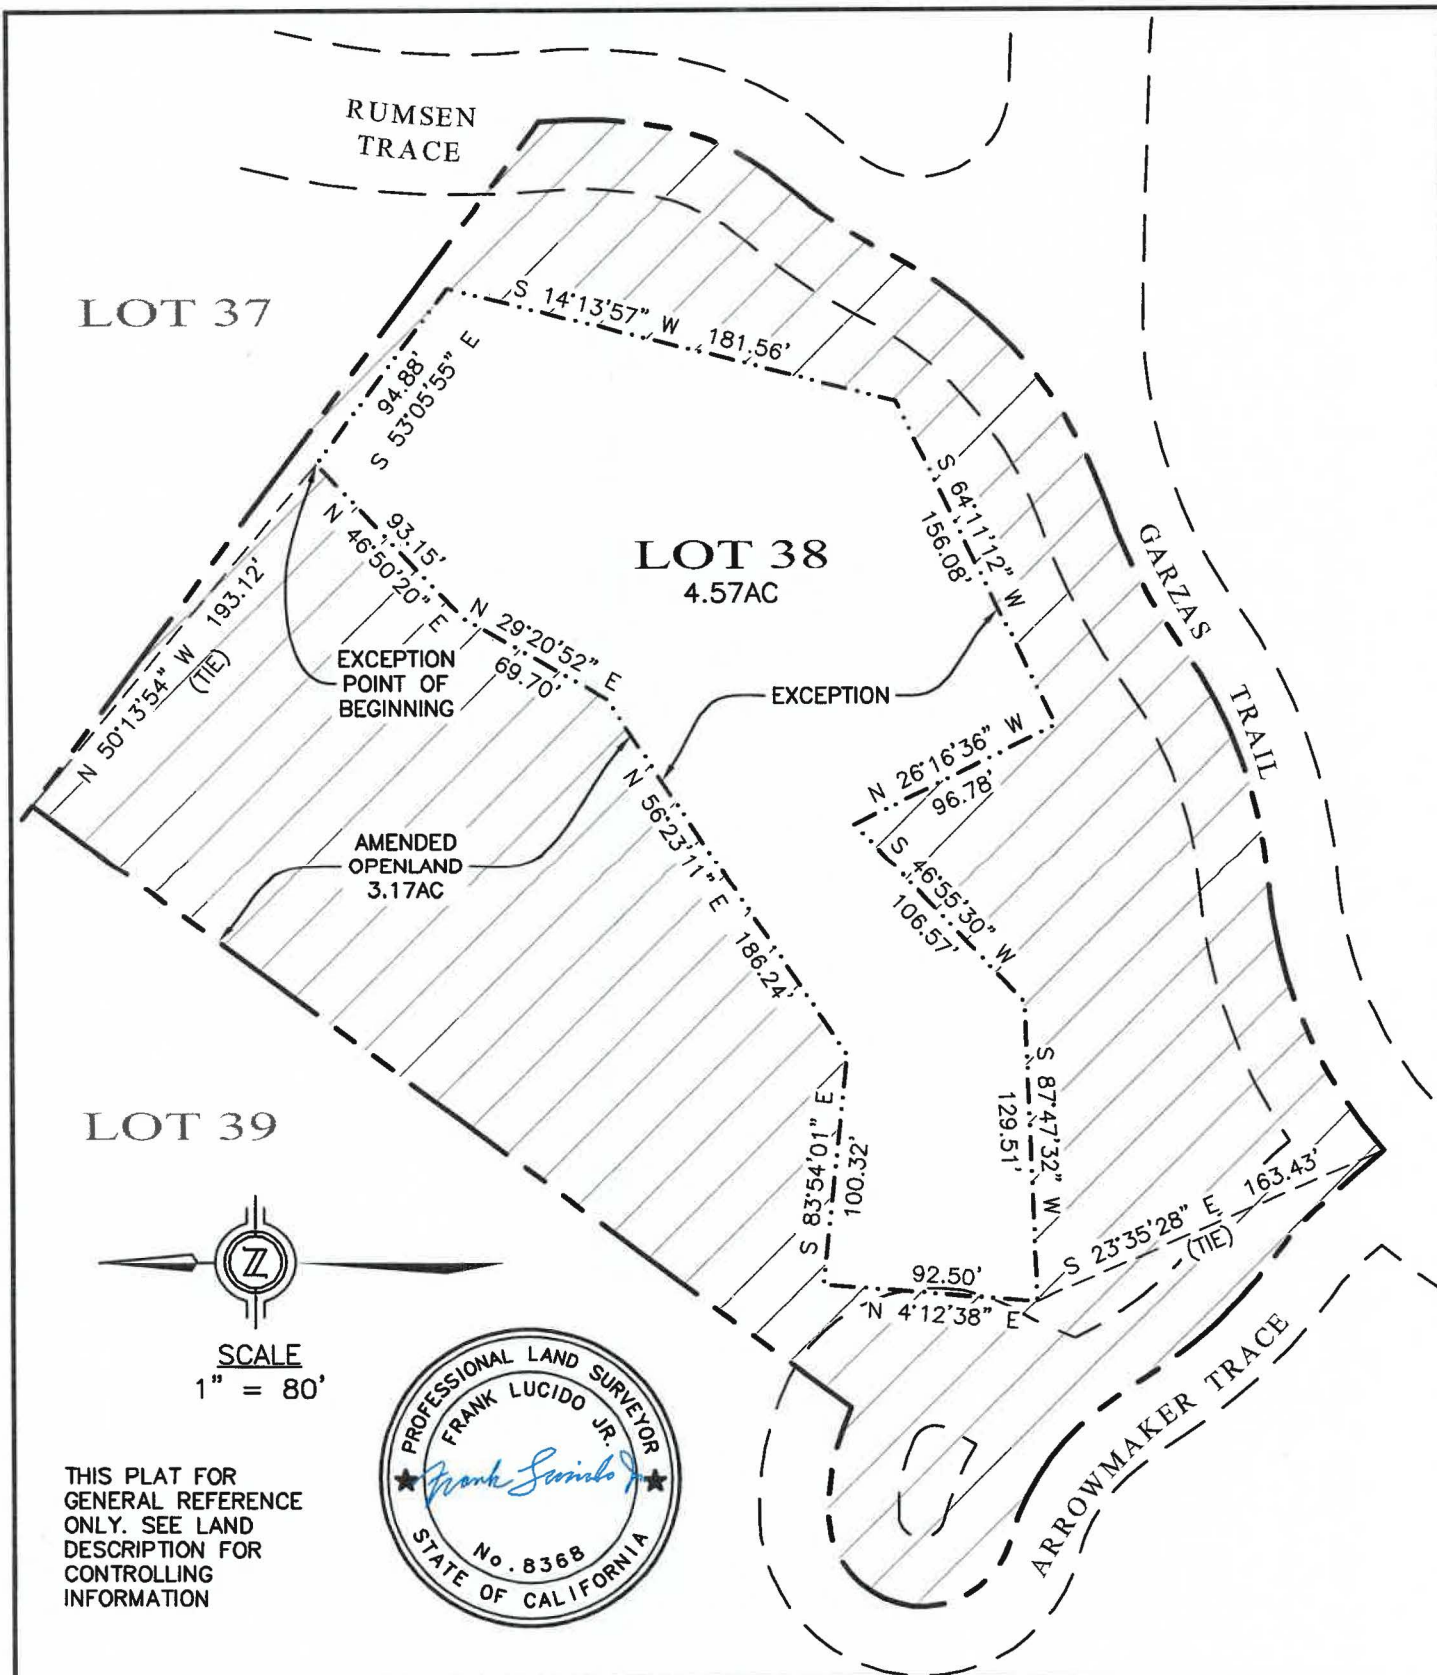 RUMSEN
TRACE
LOT 37
S 14°13'57" W 181.56'
94.88'
S 53°05'55" E
93.15'
N 46°50'20" E
N 29°20'52" E
69.70'
LOT 38
4.57AC
S 64°11'12" W
156.08'
GARZAS TRAIL
N 50°13'54" W 193.12'
(TIE)
EXCEPTION
POINT OF
BEGINNING
EXCEPTION
N 26°16'36" W
96.78'
N 56°23'11" E 186.24'
AMENDED
OPENLAND
3.17AC
S 46°55'30" W
106.57'
S 87°47'32" W
129.51'
S 83°54'01" E
100.32'
LOT 39
S 23°35'28" E 163.43'
(TIE)
92.50'
N 4°12'38" E
ARROWMAKER TRACE
Z
SCALE
1" = 80'
PROFESSIONAL LAND SURVEYOR
FRANK LUCIDO JR.
Frank Lucido Jr
No. 8368
STATE OF CALIFORNIA
THIS PLAT FOR
GENERAL REFERENCE
ONLY. SEE LAND
DESCRIPTION FOR
CONTROLLING
INFORMATION